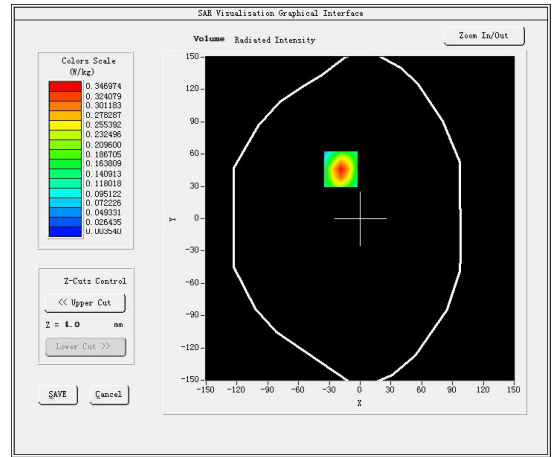 SAR Visualisation Graphical Interface
Volume Radiated Intensity
Zoom In/Out
Colors Scale
(W/kg)
0.346974
0.324079
0.301183
0.278287
0.255392
0.232496
0.209600
0.186705
0.163809
0.140913
0.118018
0.095122
0.072226
0.049331
0.026435
0.003540
Z-Cuts Control
<< Upper Cut
Z = 4.0 mm
Lower Cut >>
SAVE Cancel
150
120
90
60
30
0
-30
-60
-90
-120
-150
Y
-150 -120 -90 -60 -30 0 30 60 90 120 150
X